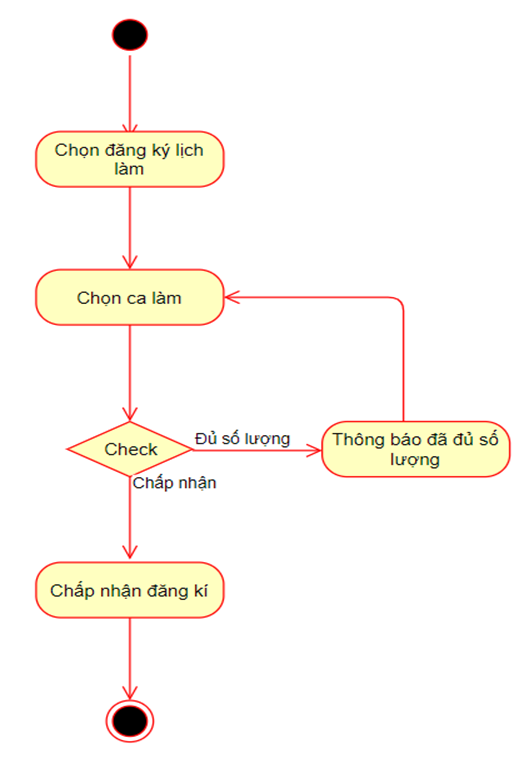 Chọn đăng ký lịch
làm
Chọn ca làm
Check
Đủ số lượng
Thông báo đã đủ số
lượng
Chấp nhận
Chấp nhận đăng kí